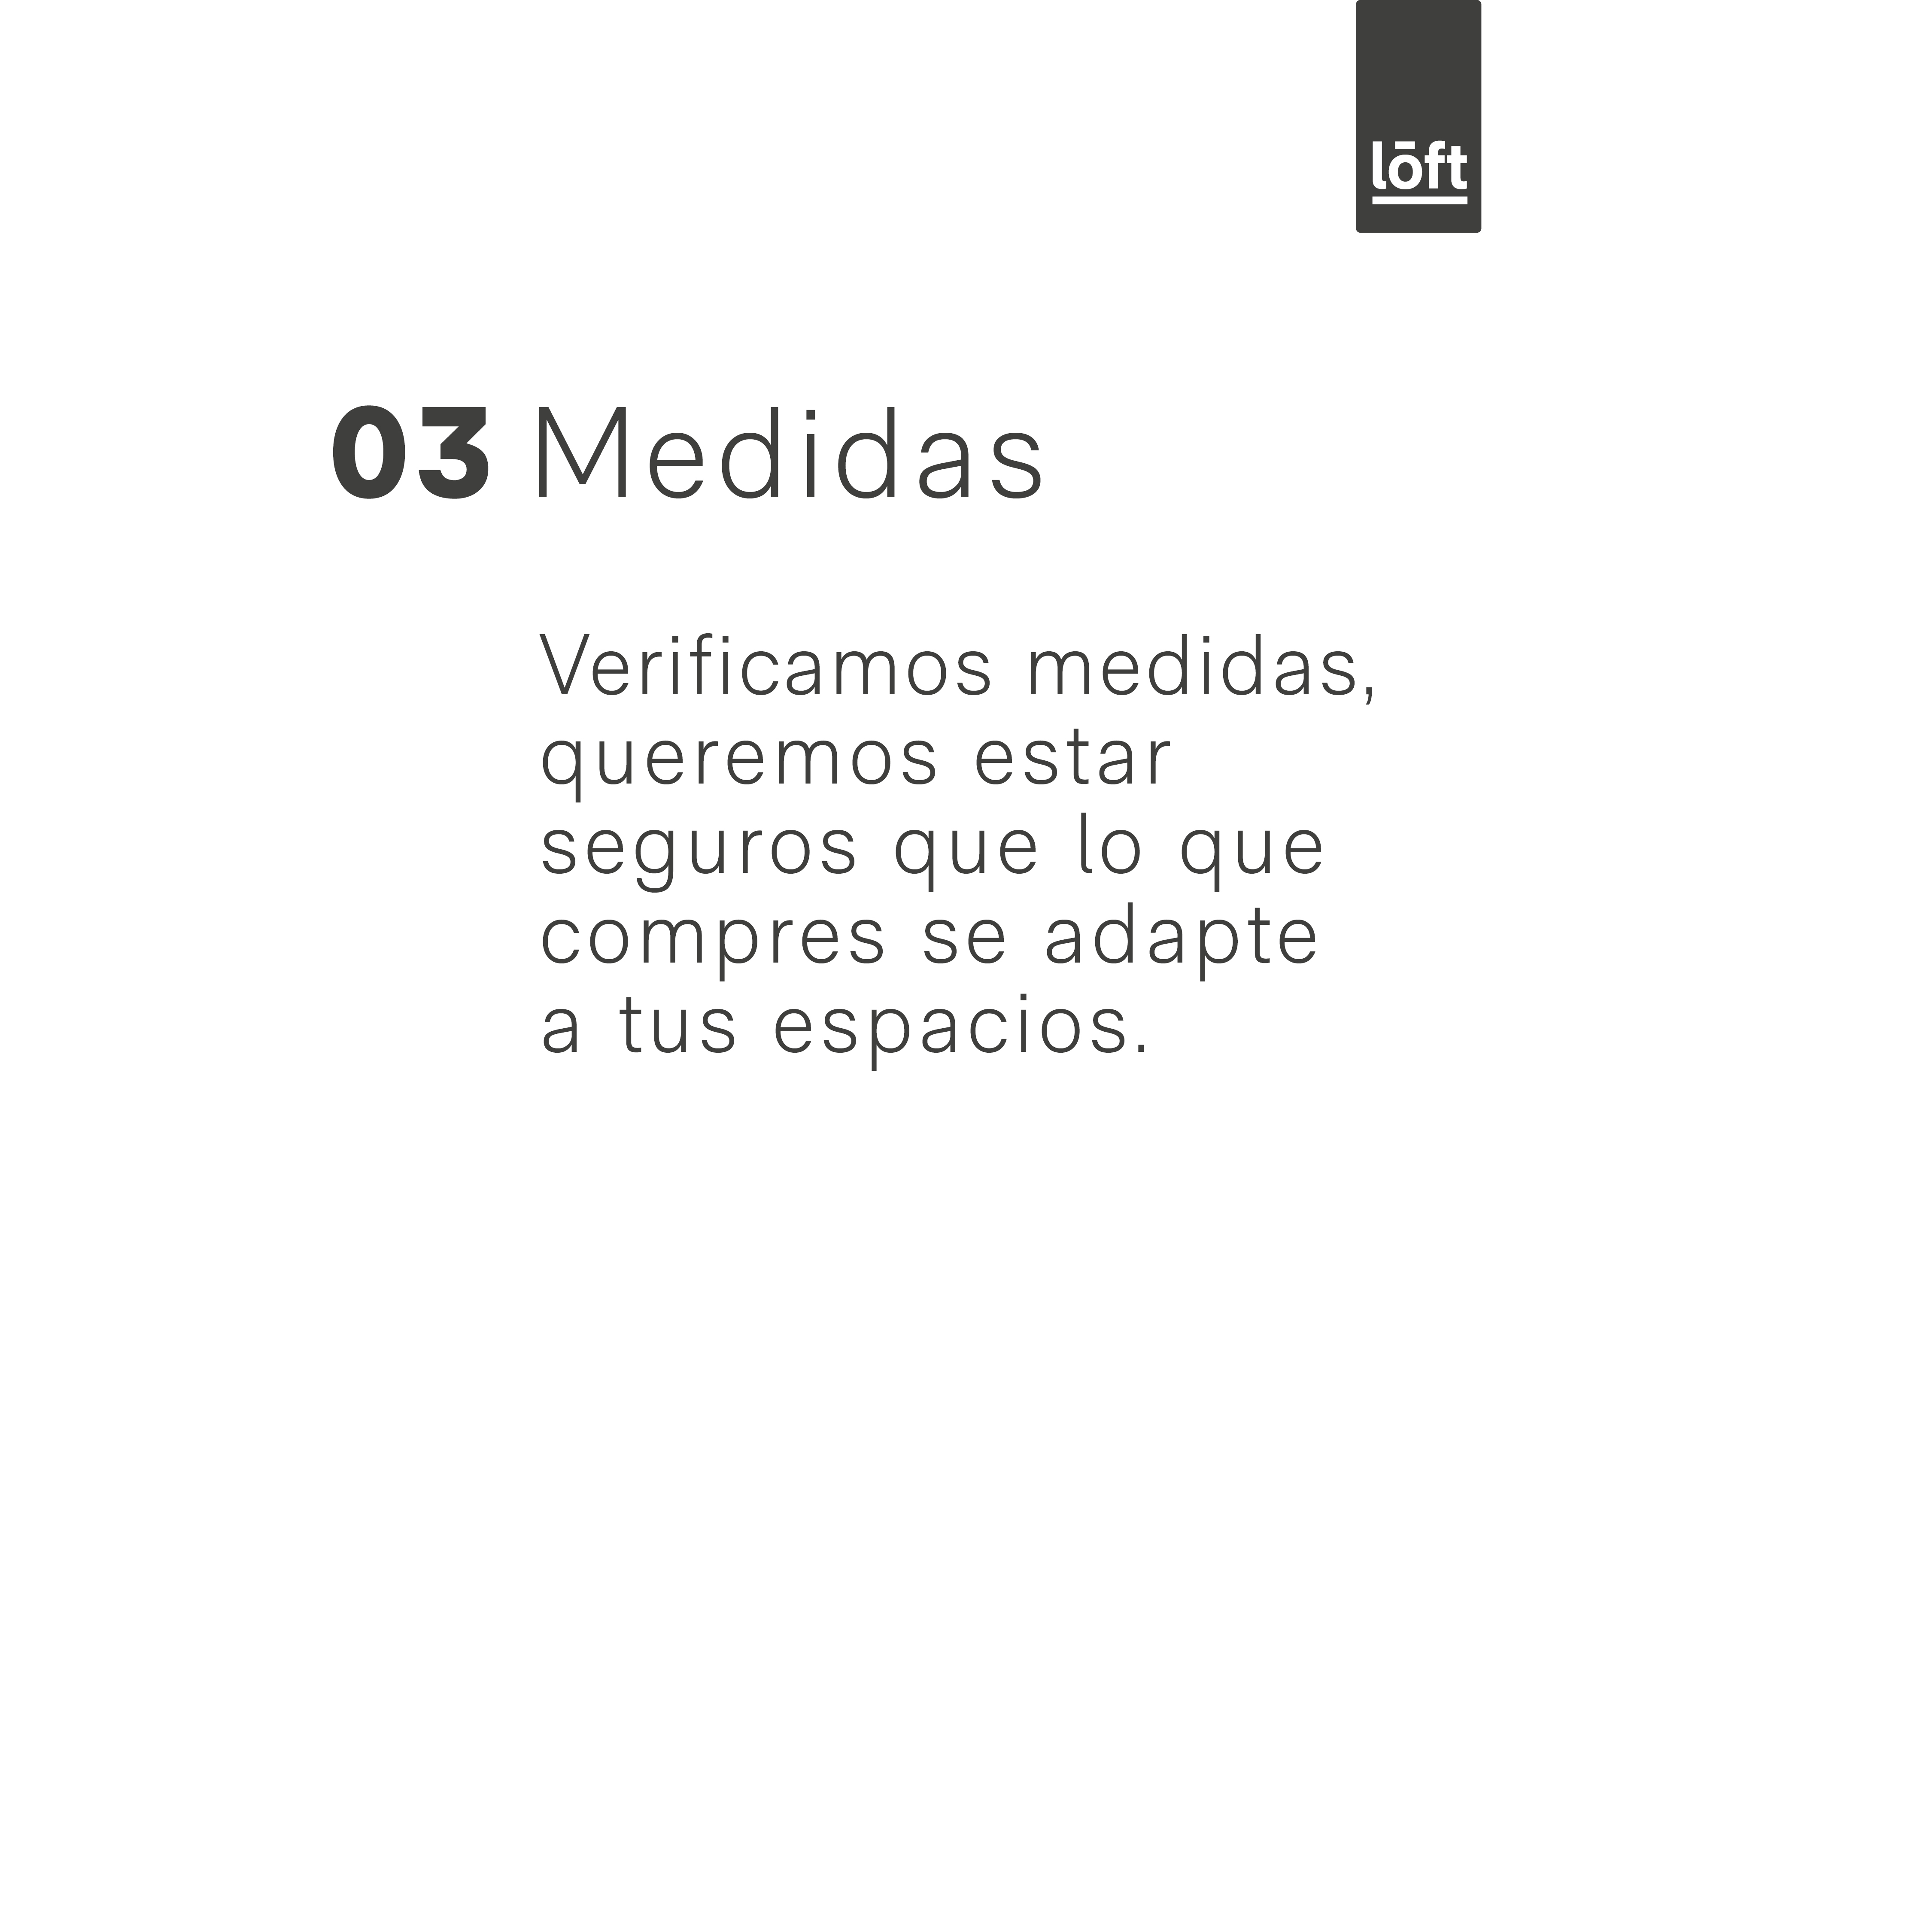 lōft
03 Medidas
Verificamos medidas,
queremos estar
seguros que lo que
compres se adapte
a tus espacios.